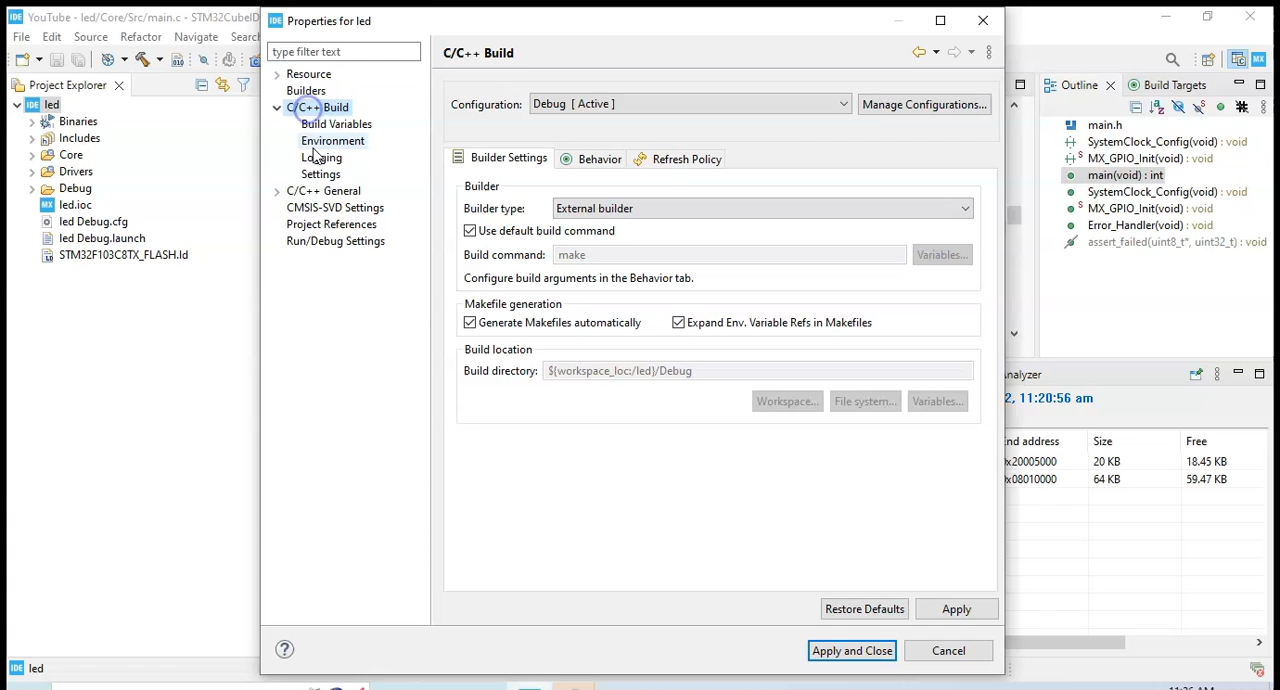 IDE YouTube - led/Core/Src/main.c - STM32CubeID
File Edit Source Refactor Navigate Search
Project Explorer
IDE led
Binaries
Includes
Core
Drivers
Debug
MX led.ioc
led Debug.cfg
led Debug.launch
STM32F103C8TX_FLASH.ld
IDE led
IDE Properties for led
type filter text
Resource
Builders
C/C++ Build
Build Variables
Environment
Logging
Settings
C/C++ General
CMSIS-SVD Settings
Project References
Run/Debug Settings
C/C++ Build
Configuration: Debug [ Active ] Manage Configurations...
Builder Settings Behavior Refresh Policy
Builder
Builder type: External builder
Use default build command
Build command: make Variables...
Configure build arguments in the Behavior tab.
Makefile generation
Generate Makefiles automatically Expand Env. Variable Refs in Makefiles
Build location
Build directory: ${workspace_loc:/led}/Debug
Workspace... File system... Variables...
Restore Defaults Apply
Apply and Close Cancel
MX
Outline Build Targets
main.h
SystemClock_Config(void) : void
MX_GPIO_Init(void) : void
main(void) : int
SystemClock_Config(void) : void
MX_GPIO_Init(void) : void
Error_Handler(void) : void
assert_failed(uint8_t*, uint32_t) : void
nalyzer
2, 11:20:56 am
nd address Size Free
x20005000 20 KB 18.45 KB
x08010000 64 KB 59.47 KB